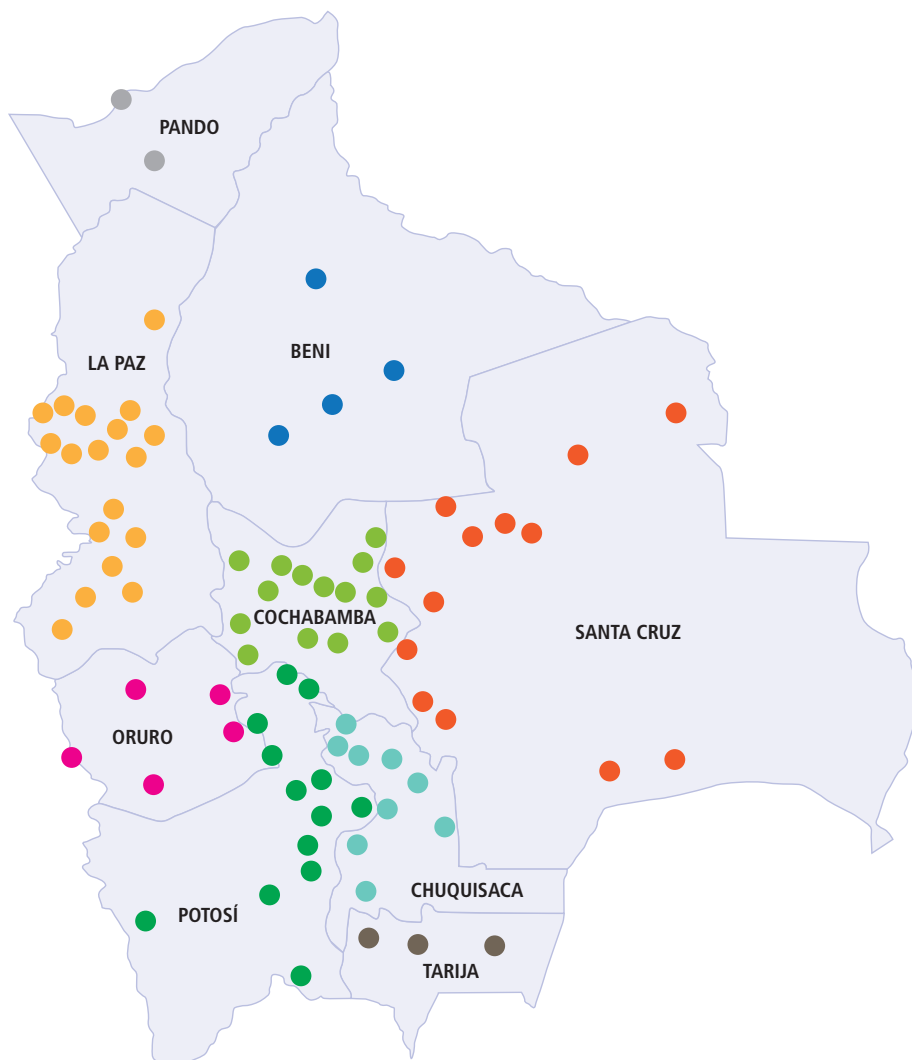 PANDO
LA PAZ
BENI
COCHABAMBA
SANTA CRUZ
ORURO
CHUQUISACA
POTOSÍ
TARIJA